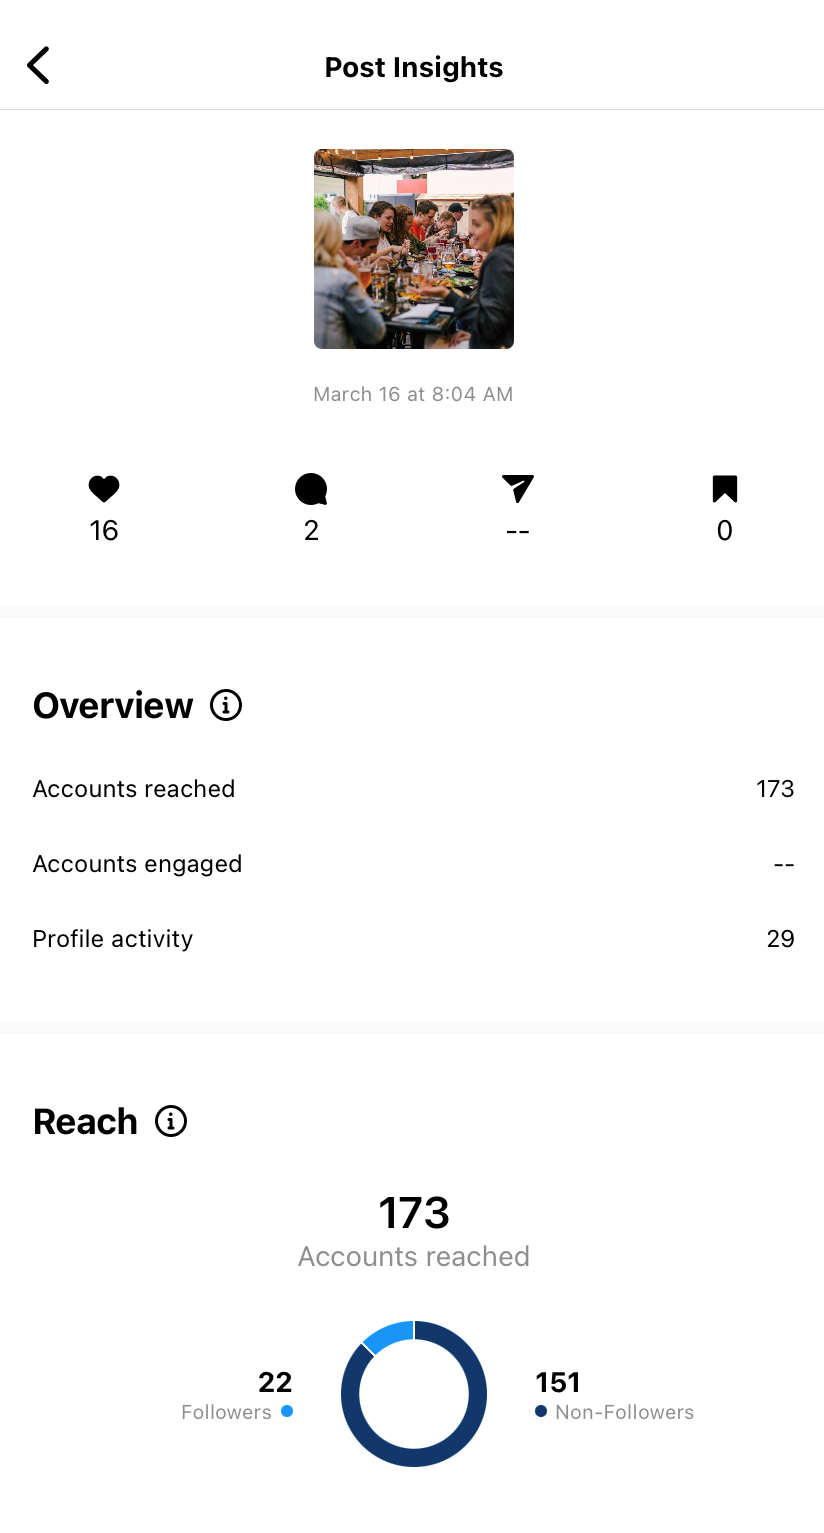 Post Insights
March 16 at 8:04 AM
16 2 -- 0
Overview
Accounts reached 173
Accounts engaged --
Profile activity 29
Reach
173
Accounts reached
22 151
Followers Non-Followers